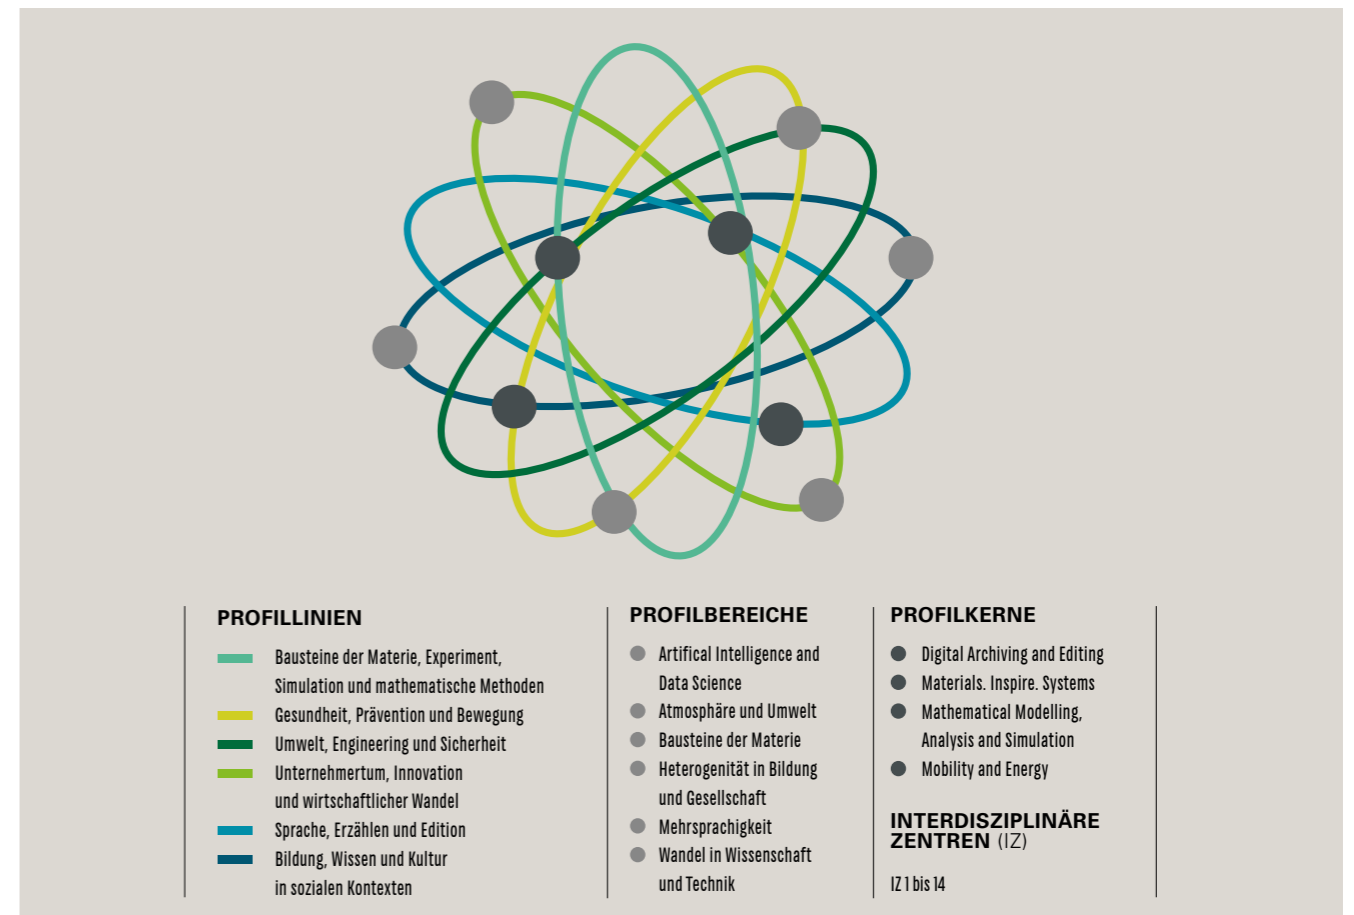 PROFILLINIEN
Bausteine der Materie, Experiment,
Simulation und mathematische Methoden
Gesundheit, Prävention und Bewegung
Umwelt, Engineering und Sicherheit
Unternehmertum, Innovation
und wirtschaftlicher Wandel
Sprache, Erzählen und Edition
Bildung, Wissen und Kultur
in sozialen Kontexten
PROFILBEREICHE
Artifical Intelligence and
Data Science
Atmosphäre und Umwelt
Bausteine der Materie
Heterogenität in Bildung
und Gesellschaft
Mehrsprachigkeit
Wandel in Wissenschaft
und Technik
PROFILKERNE
Digital Archiving and Editing
Materials. Inspire. Systems
Mathematical Modelling,
Analysis and Simulation
Mobility and Energy
INTERDISZIPLINÄRE
ZENTREN (IZ)
IZ 1 bis 14